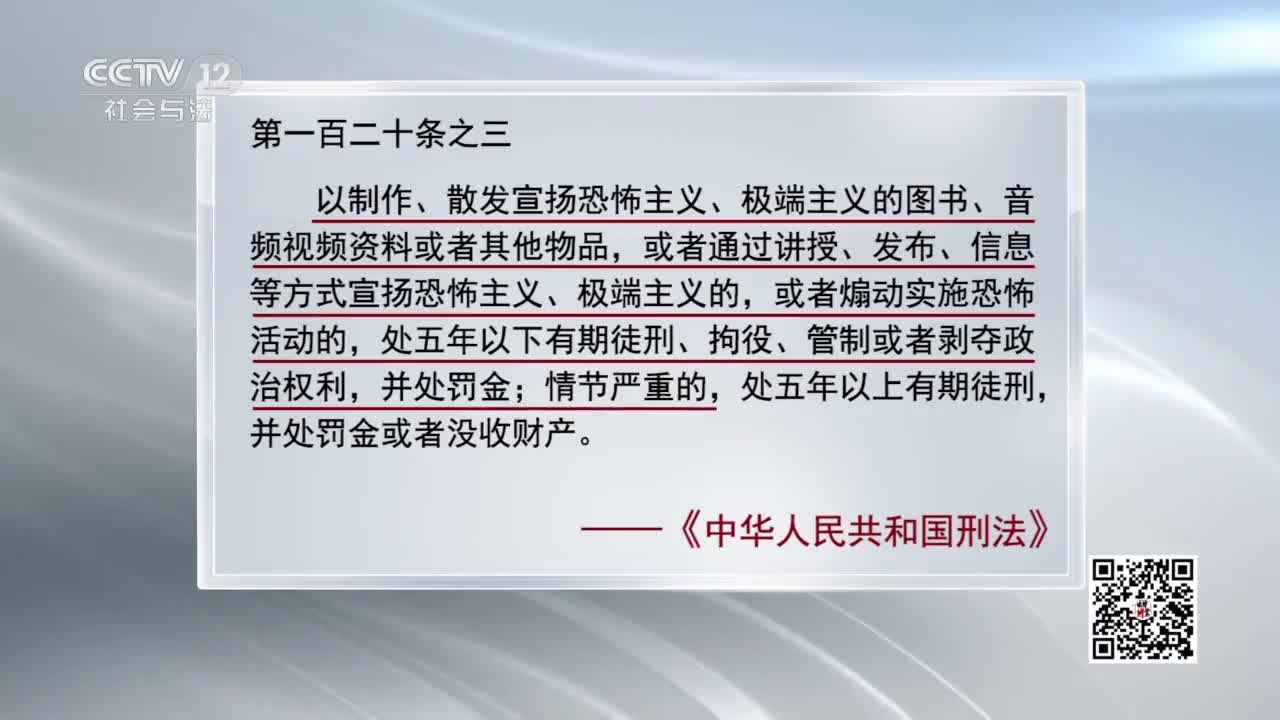 CCTV 12
社会与法
第一百二十条之三
以制作、散发宣扬恐怖主义、极端主义的图书、音
频视频资料或者其他物品，或者通过讲授、发布、信息
等方式宣扬恐怖主义、极端主义的，或者煽动实施恐怖
活动的，处五年以下有期徒刑、拘役、管制或者剥夺政
治权利，并处罚金；情节严重的，处五年以上有期徒刑，
并处罚金或者没收财产。
——《中华人民共和国刑法》